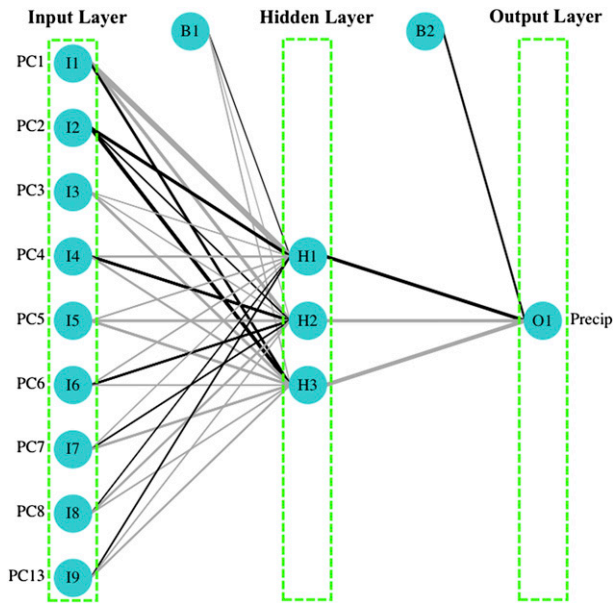 Input Layer
Hidden Layer
Output Layer
B1
B2
PC1
I1
PC2
I2
PC3
I3
PC4
I4
H1
PC5
I5
H2
O1
Precip
PC6
I6
H3
PC7
I7
PC8
I8
PC13
I9